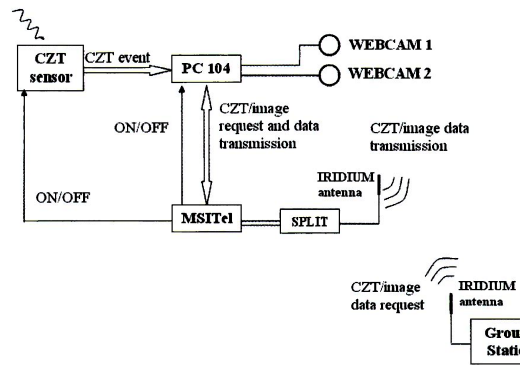 CZT
sensor
CZT event
PC 104
WEBCAM 1
WEBCAM 2
ON/OFF
CZT/image
request and data
transmission
CZT/image data
transmission
ON/OFF
IRIDIUM
antenna
MSITel
SPLIT
CZT/image
data request
IRIDIUM
antenna